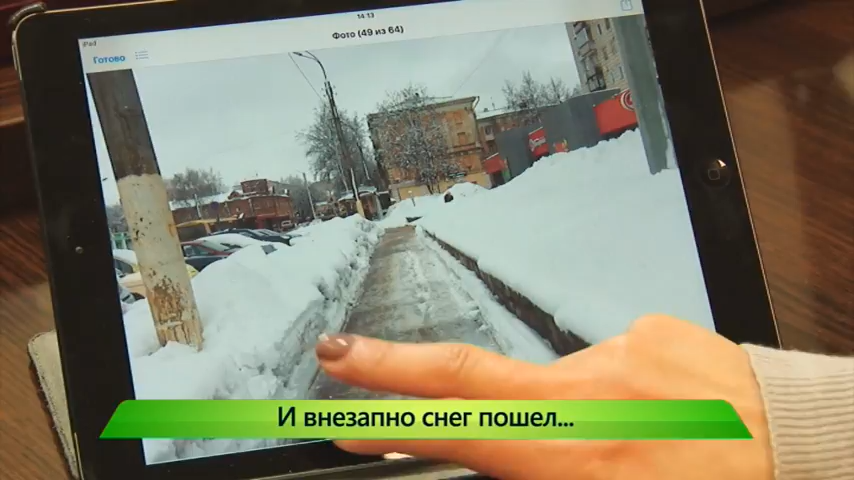 iPad
14:13
Готово
Фото (49 из 64)
И внезапно снег пошел...